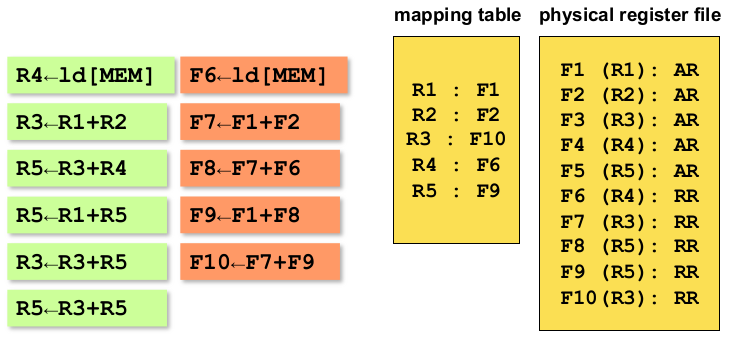 mapping table physical register file
R4←ld[MEM] F6←ld[MEM]
R3←R1+R2 F7←F1+F2
R5←R3+R4 F8←F7+F6
R5←R1+R5 F9←F1+F8
R3←R3+R5 F10←F7+F9
R5←R3+R5
R1 : F1
R2 : F2
R3 : F10
R4 : F6
R5 : F9
F1 (R1): AR
F2 (R2): AR
F3 (R3): AR
F4 (R4): AR
F5 (R5): AR
F6 (R4): RR
F7 (R3): RR
F8 (R5): RR
F9 (R5): RR
F10(R3): RR